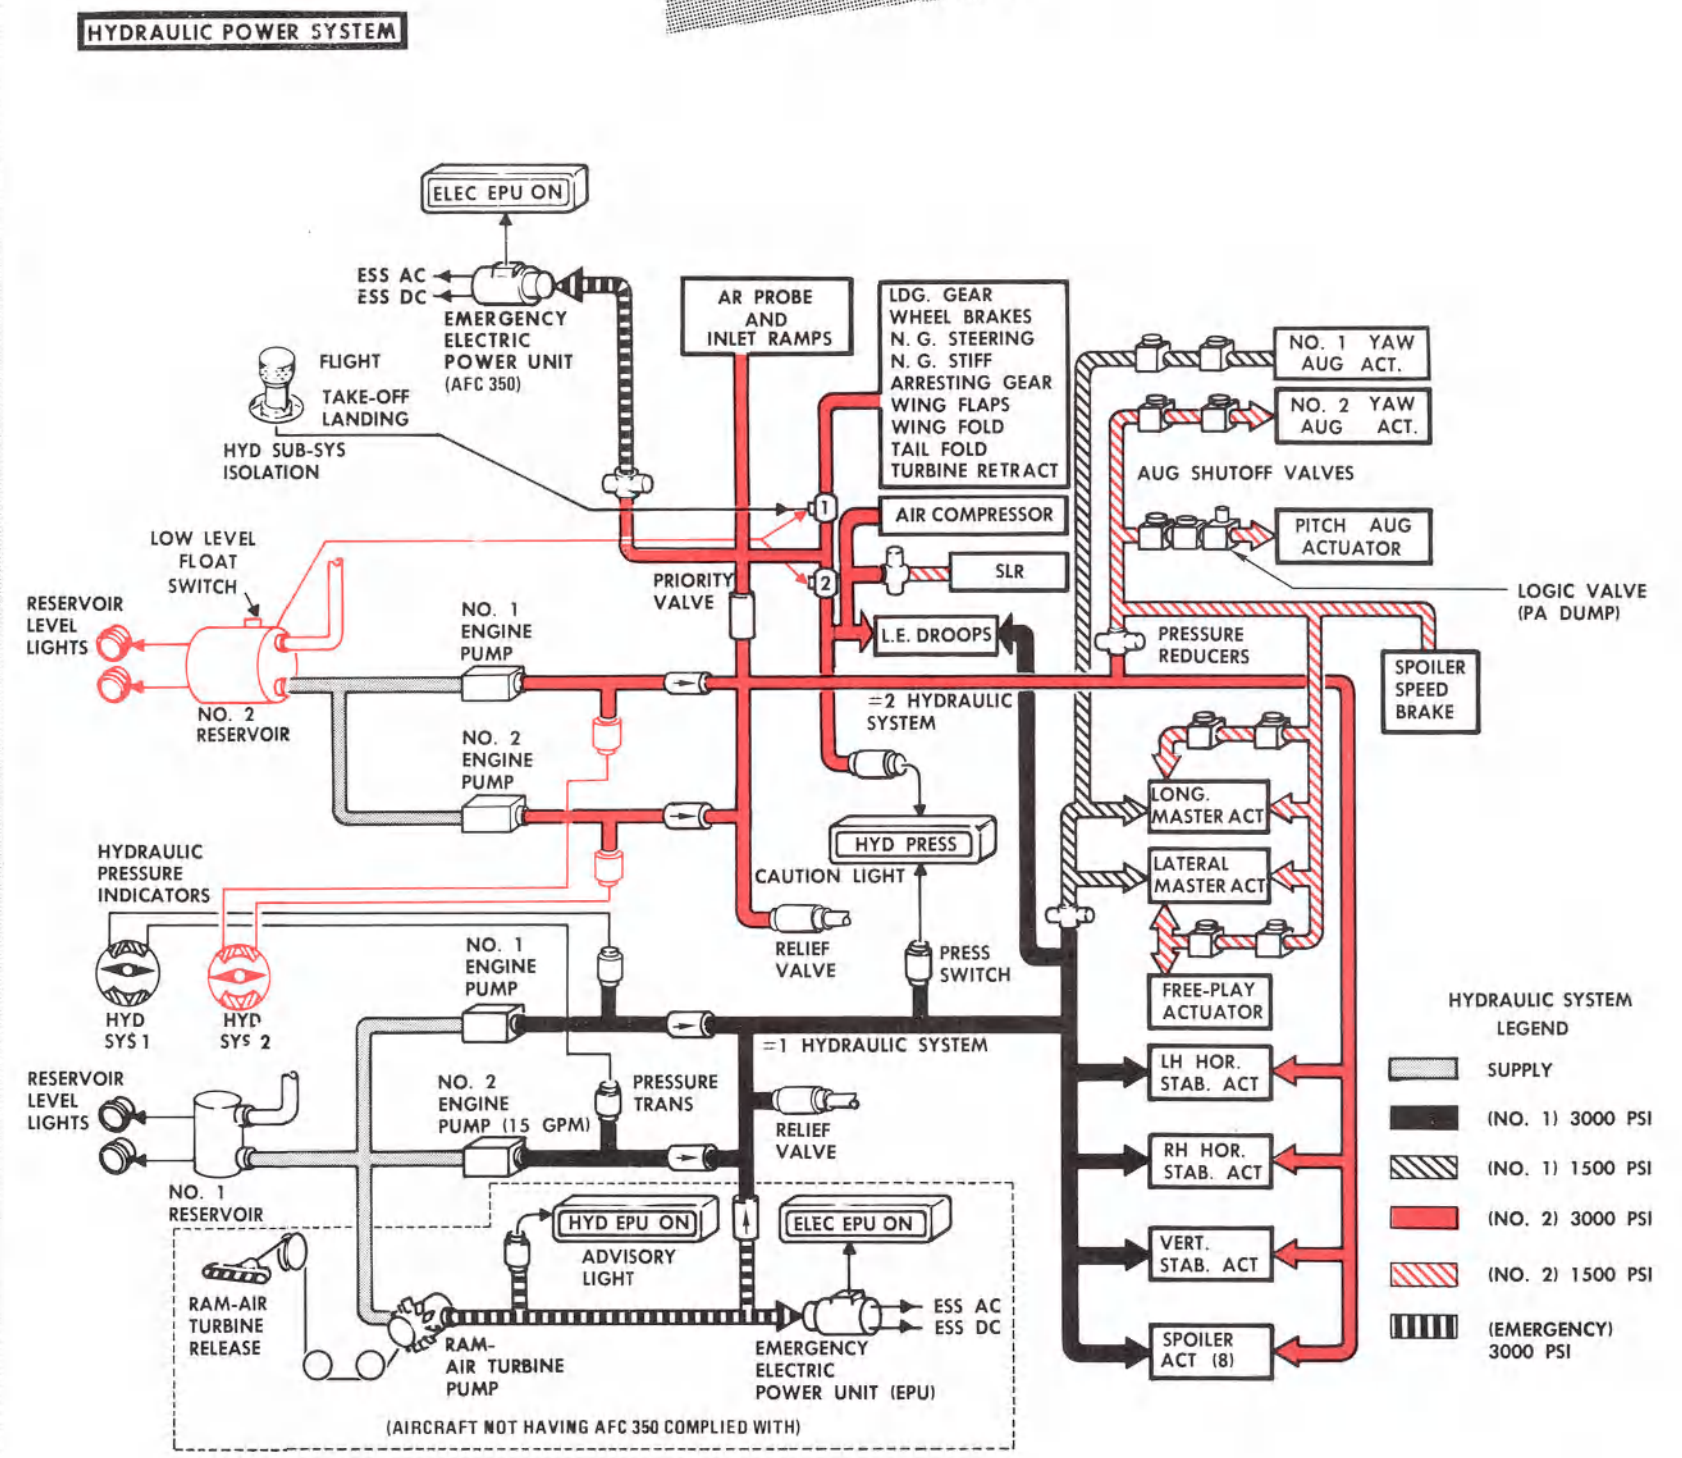 HYDRAULIC POWER SYSTEM
ELEC EPU ON
ESS AC
ESS DC
EMERGENCY
ELECTRIC
POWER UNIT
(AFC 350)
FLIGHT
TAKE-OFF
LANDING
HYD SUB-SYS
ISOLATION
AR PROBE
AND
INLET RAMPS
LDG. GEAR
WHEEL BRAKES
N. G. STEERING
N. G. STIFF
ARRESTING GEAR
WING FLAPS
WING FOLD
TAIL FOLD
TURBINE RETRACT
1
AIR COMPRESSOR
2
SLR
L.E. DROOPS
NO. 1 YAW
AUG ACT.
NO. 2 YAW
AUG ACT.
AUG SHUTOFF VALVES
PITCH AUG
ACTUATOR
LOGIC VALVE
(PA DUMP)
PRESSURE
REDUCERS
SPOILER
SPEED
BRAKE
LOW LEVEL
FLOAT
SWITCH
RESERVOIR
LEVEL
LIGHTS
NO. 2
RESERVOIR
NO. 1
ENGINE
PUMP
PRIORITY
VALVE
=2 HYDRAULIC
SYSTEM
NO. 2
ENGINE
PUMP
HYD PRESS
CAUTION LIGHT
HYDRAULIC
PRESSURE
INDICATORS
HYD
SYS 1
HYD
SYS 2
RELIEF
VALVE
PRESS
SWITCH
LONG.
MASTER ACT
LATERAL
MASTER ACT
FREE-PLAY
ACTUATOR
NO. 1
ENGINE
PUMP
=1 HYDRAULIC SYSTEM
RESERVOIR
LEVEL
LIGHTS
NO. 1
RESERVOIR
NO. 2
ENGINE
PUMP (15 GPM)
PRESSURE
TRANS
RELIEF
VALVE
LH HOR.
STAB. ACT
RH HOR.
STAB. ACT
VERT.
STAB. ACT
SPOILER
ACT (8)
HYD EPU ON
ADVISORY
LIGHT
ELEC EPU ON
RAM-AIR
TURBINE
RELEASE
RAM-
AIR TURBINE
PUMP
ESS AC
ESS DC
EMERGENCY
ELECTRIC
POWER UNIT (EPU)
(AIRCRAFT NOT HAVING AFC 350 COMPLIED WITH)
HYDRAULIC SYSTEM
LEGEND
SUPPLY
(NO. 1) 3000 PSI
(NO. 1) 1500 PSI
(NO. 2) 3000 PSI
(NO. 2) 1500 PSI
(EMERGENCY)
3000 PSI